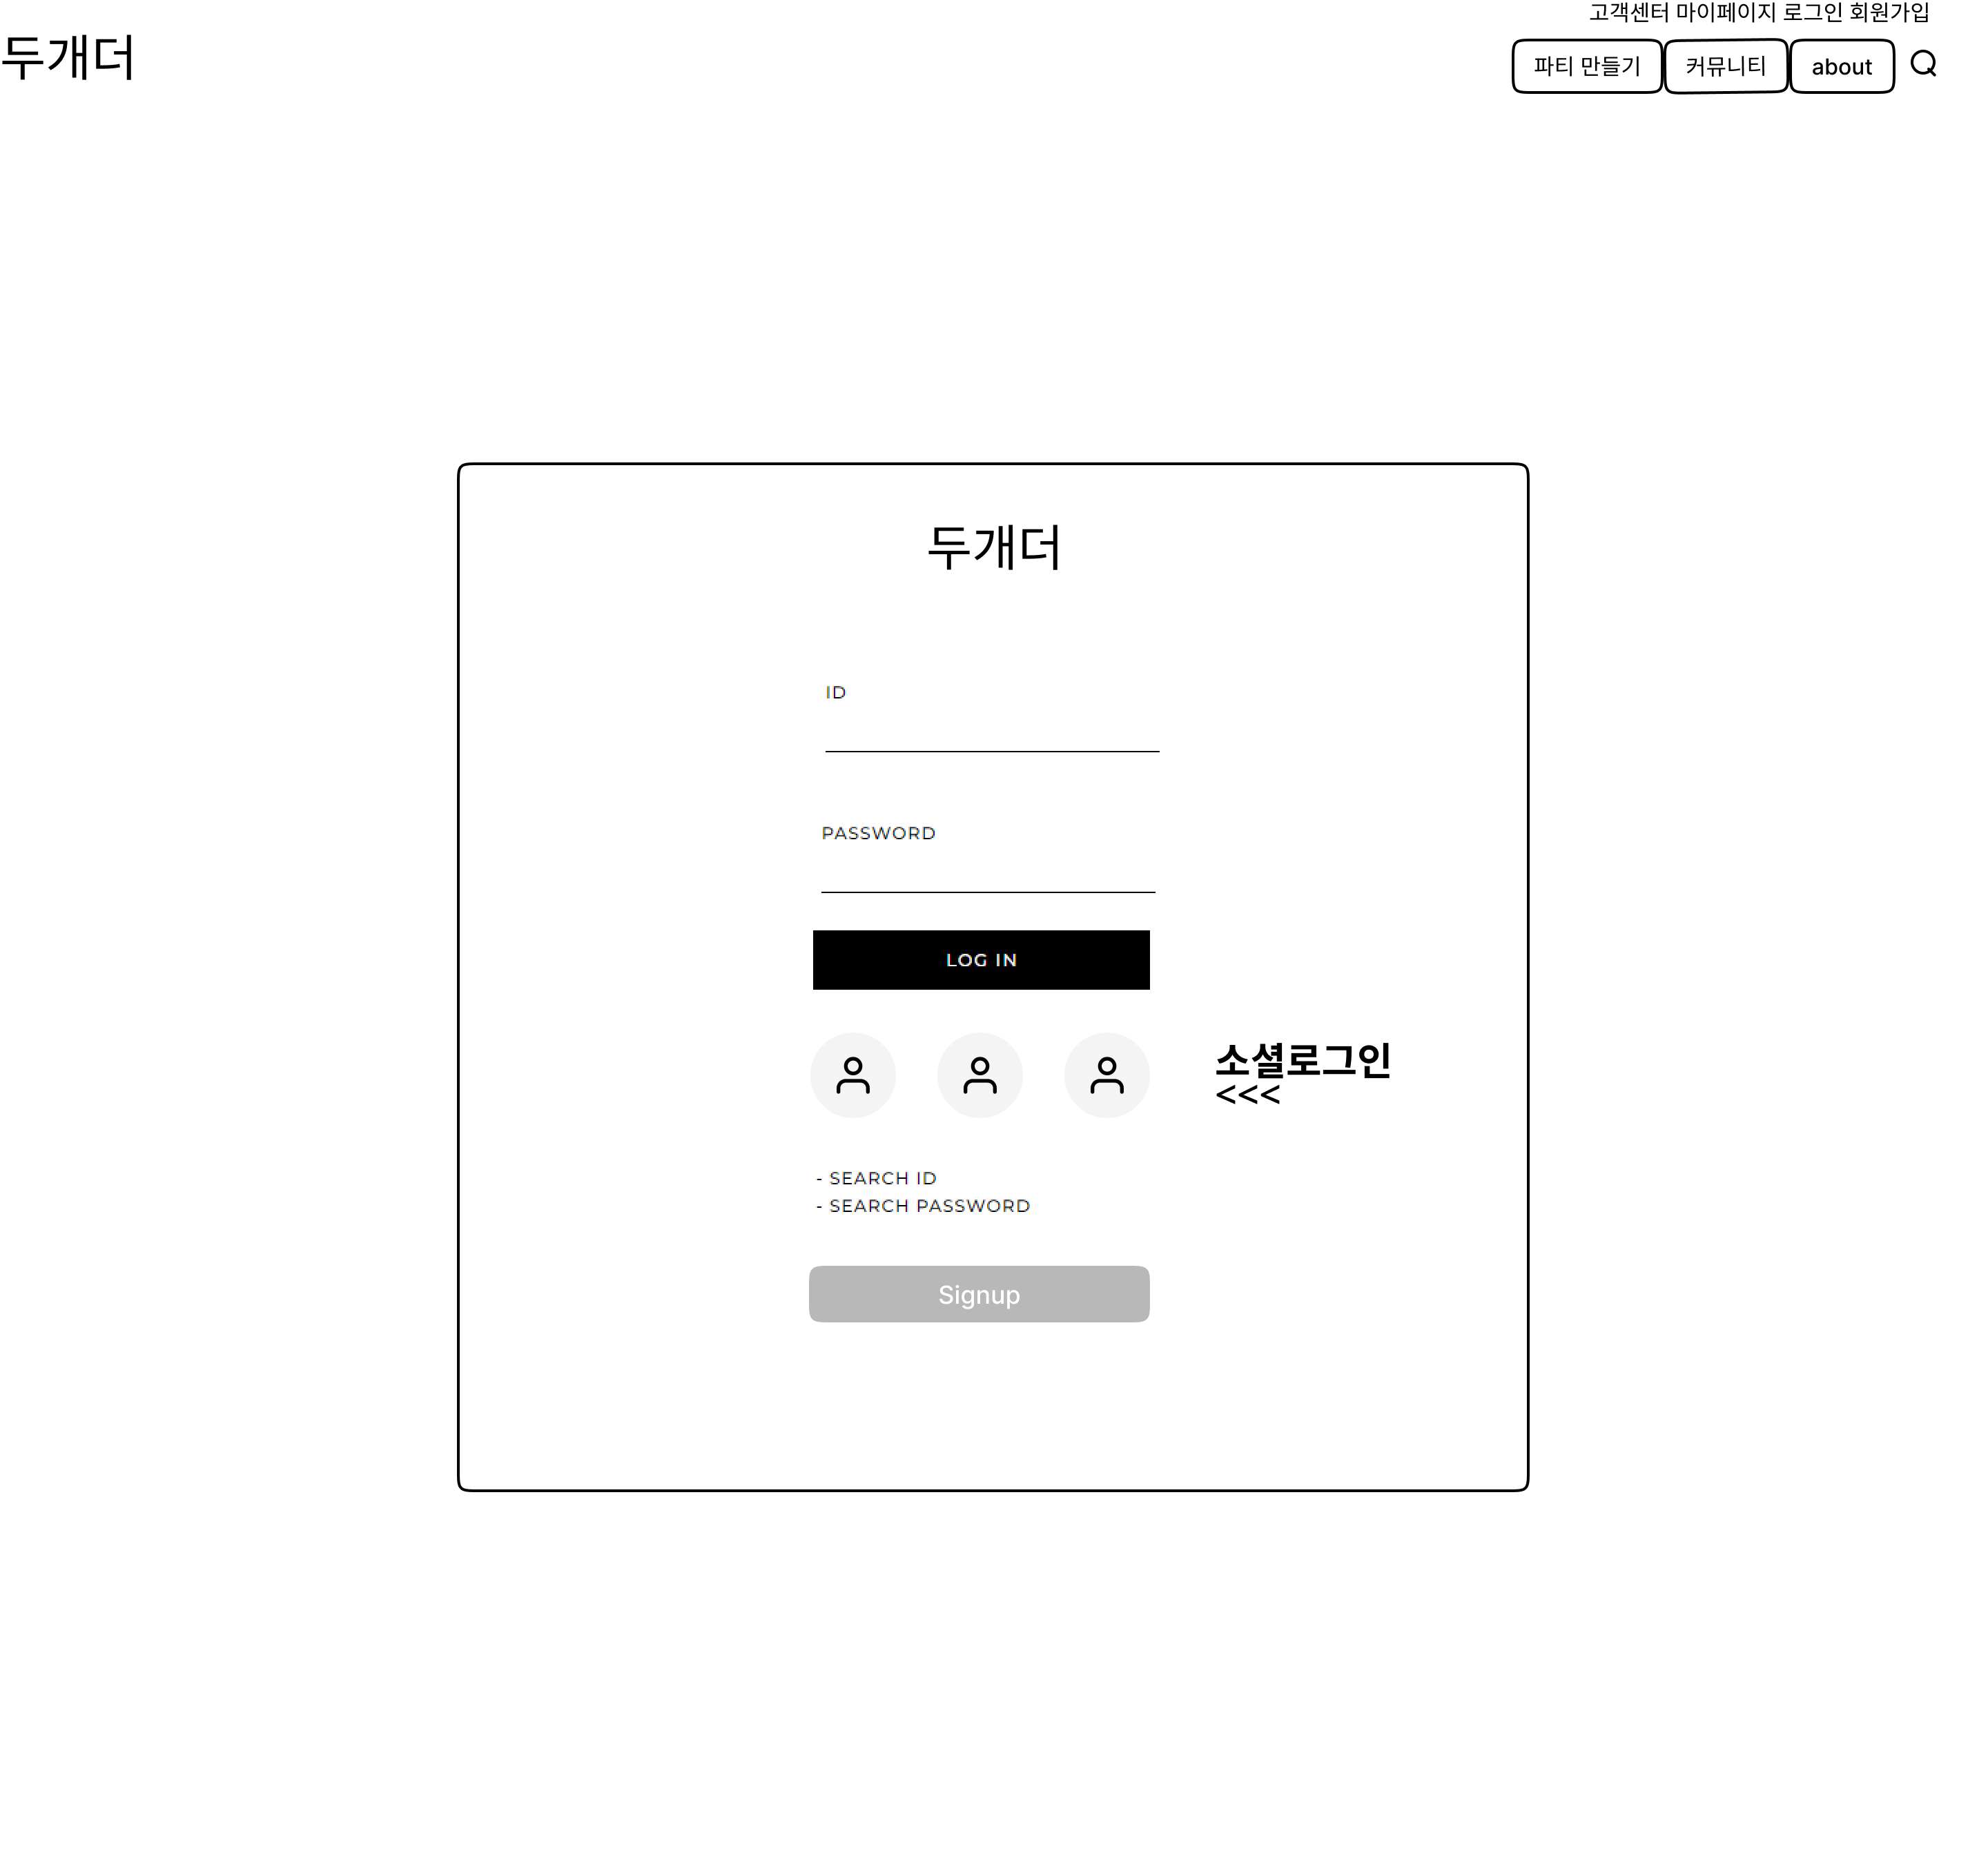 고객센터 마이페이지 로그인 회원가입
두개더
파티 만들기 커뮤니티 about
두개더
ID
PASSWORD
LOG IN
소셜로그인
<<<
- SEARCH ID
- SEARCH PASSWORD
Signup